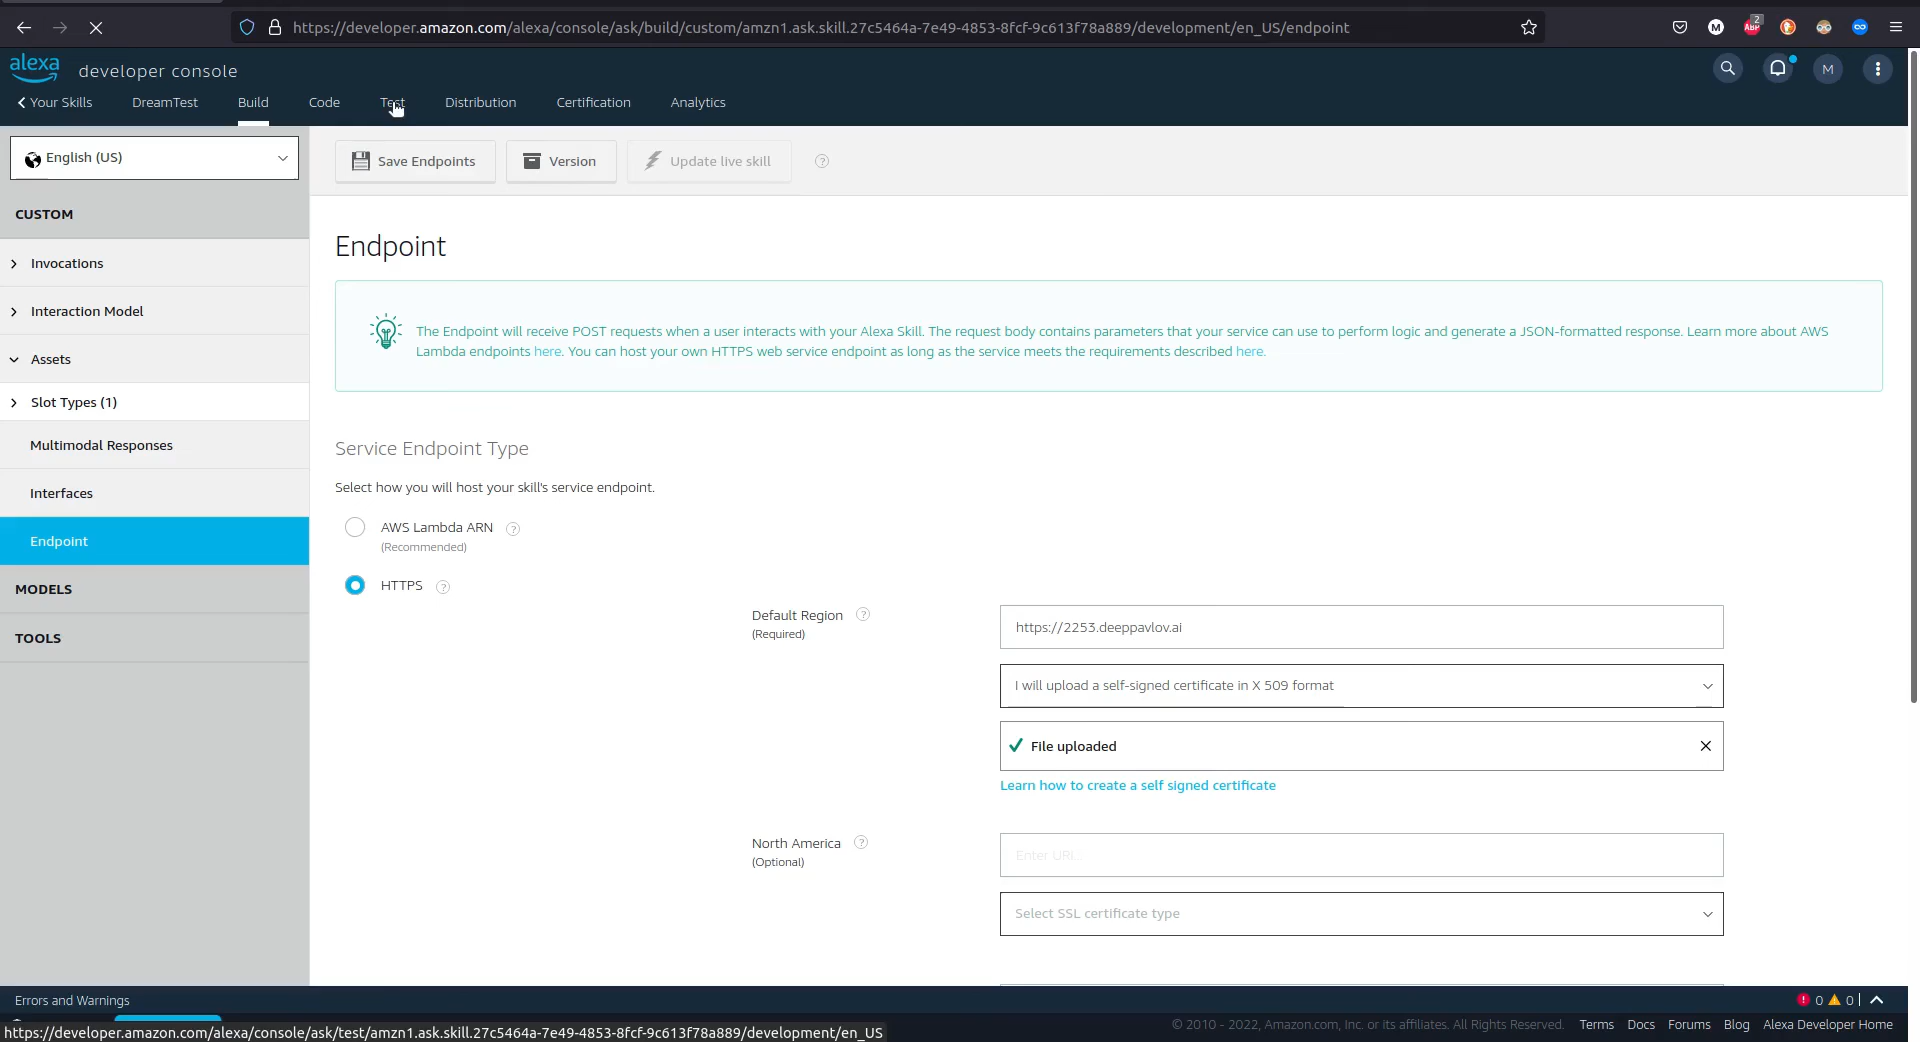 https://developer.amazon.com/alexa/console/ask/build/custom/amzn1.ask.skill.27c5464a-7e49-4853-8fcf-9c613f78a889/development/en_US/endpoint
M
ABP
2
alexa
developer console
M
Your Skills
DreamTest
Build
Code
Test
Distribution
Certification
Analytics
English (US)
Save Endpoints
Version
Update live skill
?
CUSTOM
Invocations
Interaction Model
Assets
Slot Types (1)
Multimodal Responses
Interfaces
Endpoint
MODELS
TOOLS
Endpoint
The Endpoint will receive POST requests when a user interacts with your Alexa Skill. The request body contains parameters that your service can use to perform logic and generate a JSON-formatted response. Learn more about AWS
Lambda endpoints here. You can host your own HTTPS web service endpoint as long as the service meets the requirements described here.
Service Endpoint Type
Select how you will host your skill's service endpoint.
AWS Lambda ARN ?
(Recommended)
HTTPS ?
Default Region ?
(Required)
https://2253.deeppavlov.ai
I will upload a self-signed certificate in X 509 format
File uploaded
Learn how to create a self signed certificate
North America ?
(Optional)
Enter URL...
Select SSL certificate type
Errors and Warnings
! 0 0 |
https://developer.amazon.com/alexa/console/ask/test/amzn1.ask.skill.27c5464a-7e49-4853-8fcf-9c613f78a889/development/en_US
© 2010 - 2022, Amazon.com, Inc. or its affiliates. All Rights Reserved.
Terms
Docs
Forums
Blog
Alexa Developer Home